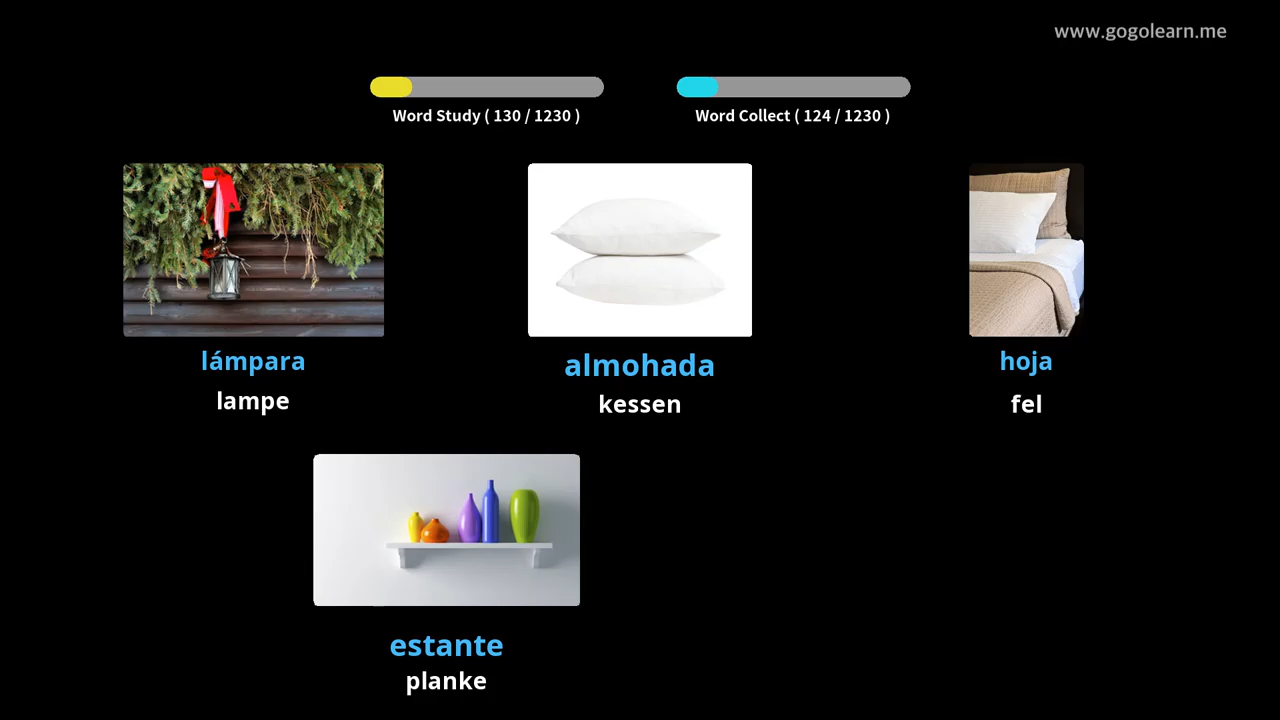 www.gogolearn.me
Word Study ( 130 / 1230 )
Word Collect ( 124 / 1230 )
lámpara
lampe
almohada
kessen
hoja
fel
estante
planke